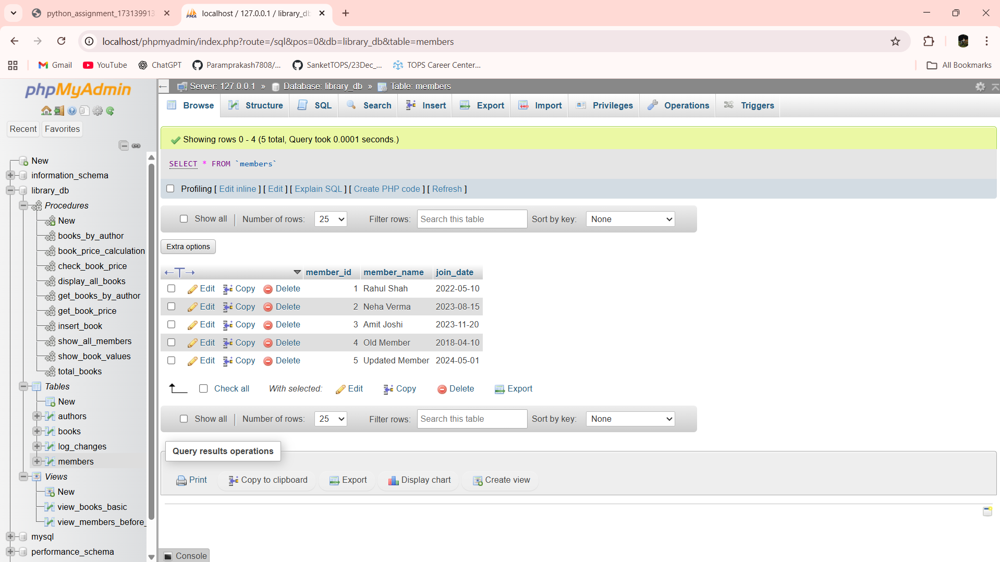 python_assignment_173139913
localhost / 127.0.0.1 / library_db
localhost/phpmyadmin/index.php?route=/sql&pos=0&db=library_db&table=members
Gmail YouTube ChatGPT Paramprakash7808/... SanketTOPS/23Dec_... TOPS Career Center... All Bookmarks
phpMyAdmin
Recent Favorites
New
information_schema
library_db
Procedures
New
books_by_author
book_price_calculation
check_book_price
display_all_books
get_books_by_author
get_book_price
insert_book
show_all_members
show_book_values
total_books
Tables
New
authors
books
log_changes
members
Views
New
view_books_basic
view_members_before_
mysql
performance_schema
Server: 127.0.0.1 » Database: library_db » Table: members
Browse Structure SQL Search Insert Export Import Privileges Operations Triggers
Showing rows 0 - 4 (5 total, Query took 0.0001 seconds.)
SELECT * FROM `members`
Profiling [ Edit inline ] [ Edit ] [ Explain SQL ] [ Create PHP code ] [ Refresh ]
Show all Number of rows: 25 Filter rows: Search this table Sort by key: None
Extra options
member_id member_name join_date
Edit Copy Delete 1 Rahul Shah 2022-05-10
Edit Copy Delete 2 Neha Verma 2023-08-15
Edit Copy Delete 3 Amit Joshi 2023-11-20
Edit Copy Delete 4 Old Member 2018-04-10
Edit Copy Delete 5 Updated Member 2024-05-01
Check all With selected: Edit Copy Delete Export
Show all Number of rows: 25 Filter rows: Search this table Sort by key: None
Query results operations
Print Copy to clipboard Export Display chart Create view
Console